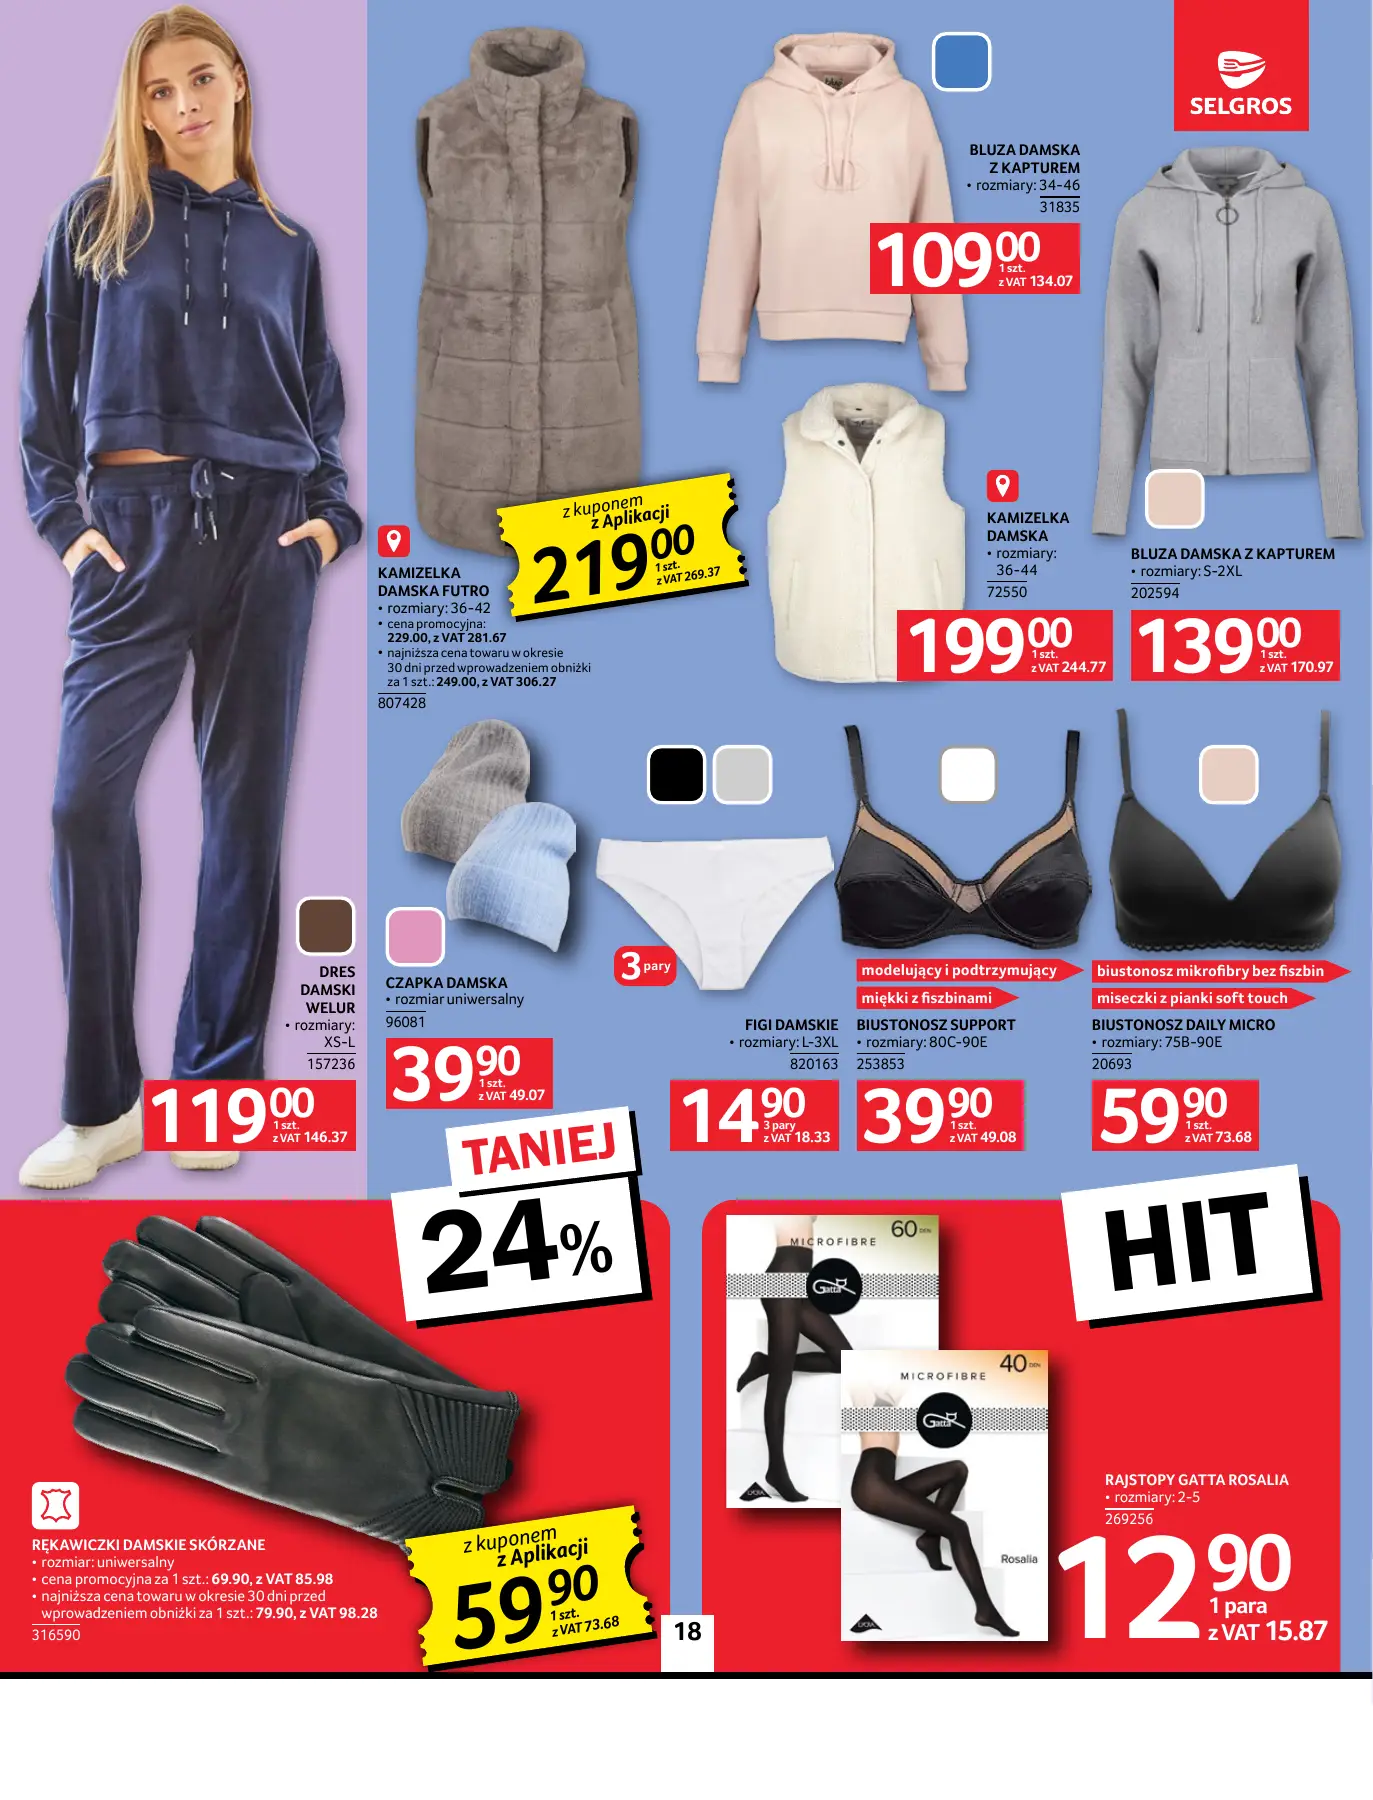 SELGROS
BLUZA DAMSKA
Z KAPTUREM
• rozmiary: 34-46
31835
109 00
1 szt.
z VAT 134.07
z kuponem
z Aplikacji
219 00
1 szt.
z VAT 269.37
KAMIZELKA
DAMSKA FUTRO
• rozmiary: 36-42
• cena promocyjna:
229.00, z VAT 281.67
• najniższa cena towaru w okresie
30 dni przed wprowadzeniem obniżki
za 1 szt.: 249.00, z VAT 306.27
807428
KAMIZELKA
DAMSKA
• rozmiary:
36-44
72550
199 00
1 szt.
z VAT 244.77
BLUZA DAMSKA Z KAPTUREM
• rozmiary: S-2XL
202594
139 00
1 szt.
z VAT 170.97
DRES
DAMSKI
WELUR
• rozmiary:
XS-L
157236
119 00
1 szt.
z VAT 146.37
CZAPKA DAMSKA
• rozmiar uniwersalny
96081
39 90
1 szt.
z VAT 49.07
3 pary
FIGI DAMSKIE
• rozmiary: L-3XL
820163
14 90
3 pary
z VAT 18.33
modelujący i podtrzymujący
miękki z fiszbinami
BIUSTONOSZ SUPPORT
• rozmiary: 80C-90E
253853
39 90
1 szt.
z VAT 49.08
biustonosz mikrofibry bez fiszbin
miseczki z pianki soft touch
BIUSTONOSZ DAILY MICRO
• rozmiary: 75B-90E
20693
59 90
1 szt.
z VAT 73.68
TANIEJ
24%
RĘKAWICZKI DAMSKIE SKÓRZANE
• rozmiar: uniwersalny
• cena promocyjna za 1 szt.: 69.90, z VAT 85.98
• najniższa cena towaru w okresie 30 dni przed
wprowadzeniem obniżki za 1 szt.: 79.90, z VAT 98.28
316590
z kuponem
z Aplikacji
59 90
1 szt.
z VAT 73.68
HIT
60 DEN
MICROFIBRE
Gatta
LYCRA
40 DEN
MICROFIBRE
Gatta
Rosalia
LYCRA
RAJSTOPY GATTA ROSALIA
• rozmiary: 2-5
269256
12 90
1 para
z VAT 15.87
18